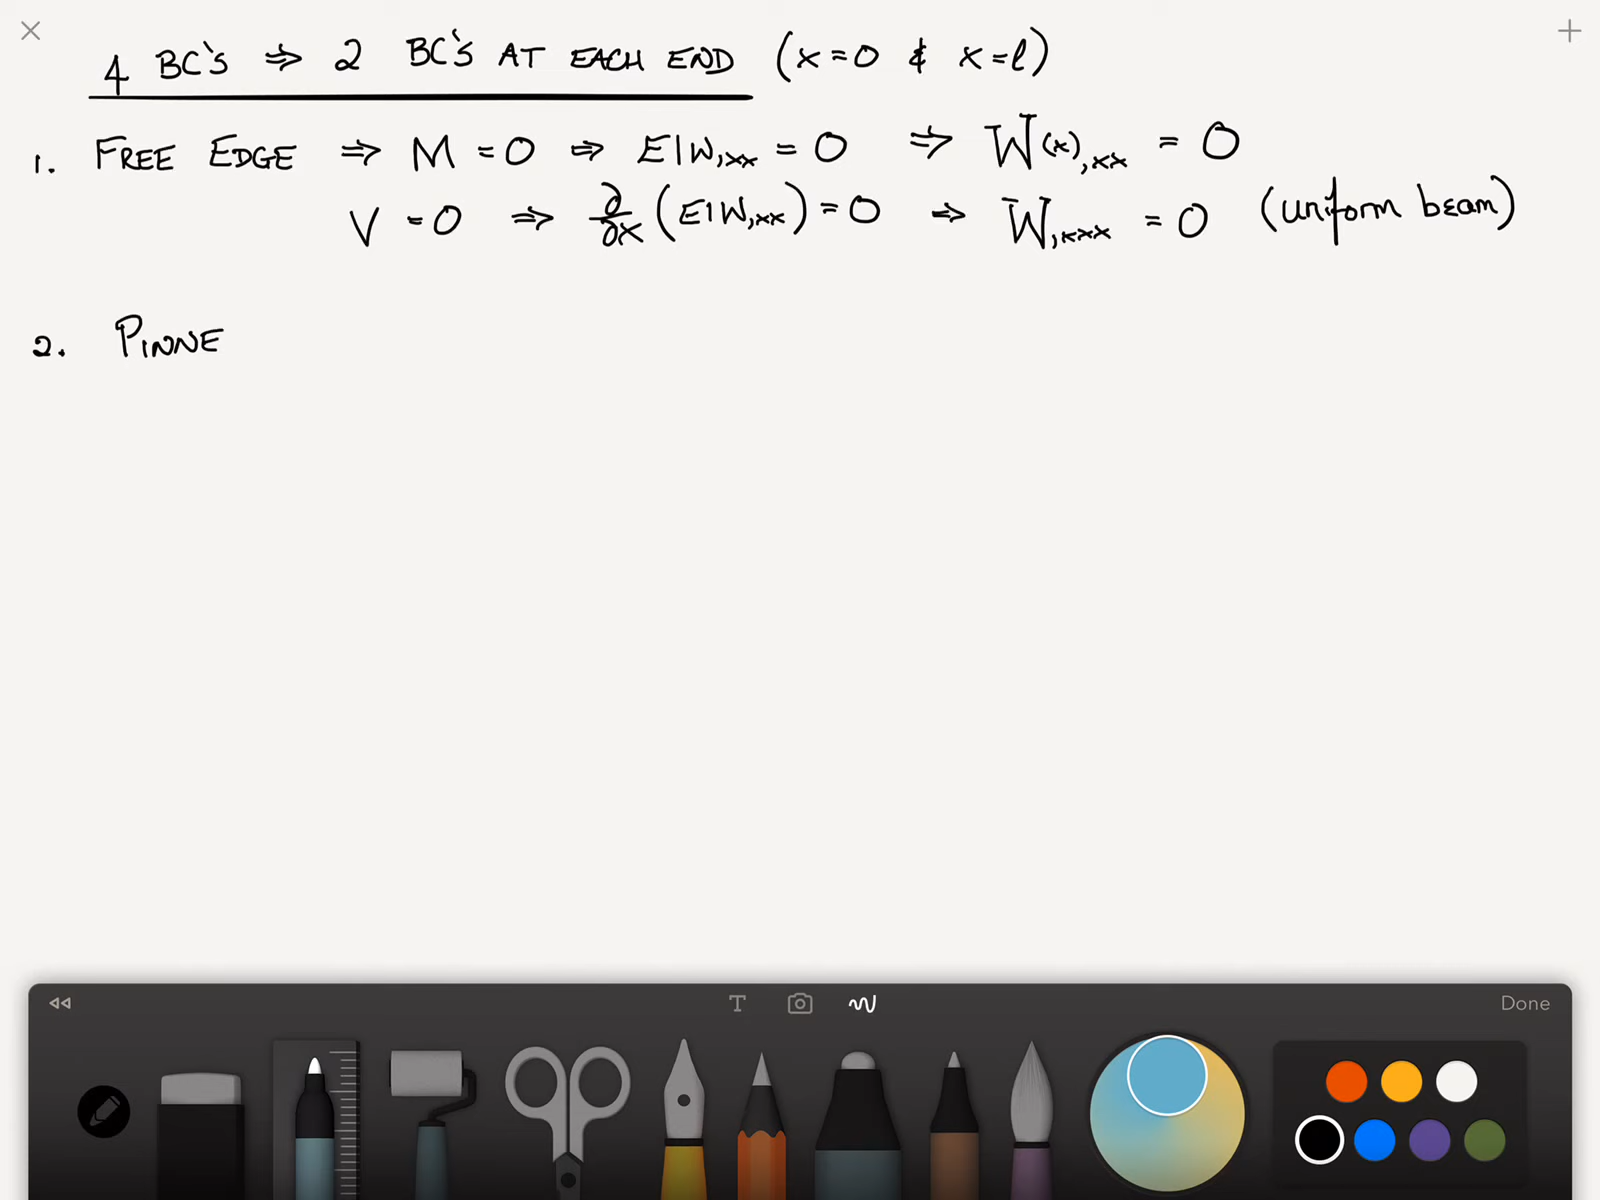 4 BC's ⇒ 2 BC's AT EACH END (x=0 & x=l)
1. FREE EDGE ⇒ M = 0 ⇒ EIW,xx = 0 ⇒ W(x),xx = 0
V = 0 ⇒ ∂/∂x (EIW,xx) = 0 ⇒ W,xxx = 0 (uniform beam)
2. PINNE
T
Done